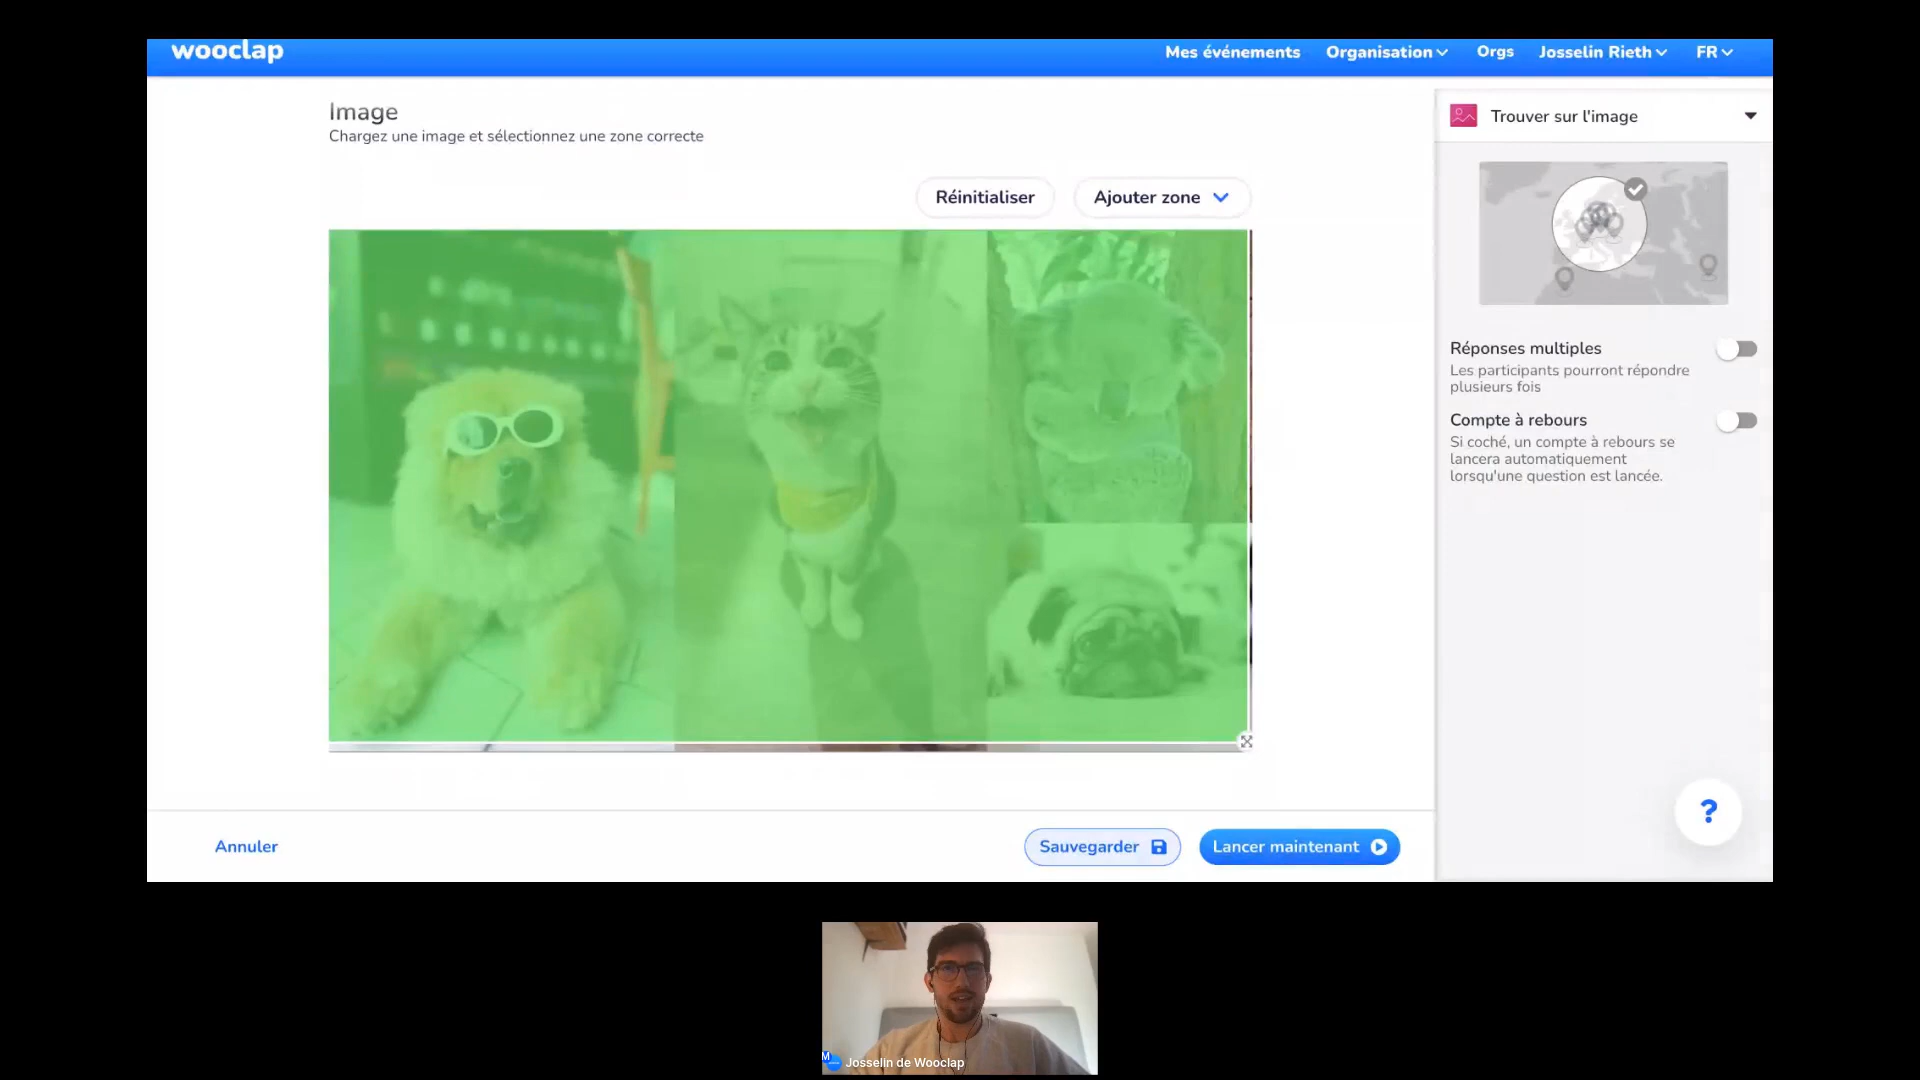 wooclap
Mes événements Organisation Orgs Josselin Rieth FR
Image
Chargez une image et sélectionnez une zone correcte
Réinitialiser Ajouter zone
Trouver sur l'image
Réponses multiples
Les participants pourront répondre
plusieurs fois
Compte à rebours
Si coché, un compte à rebours se
lancera automatiquement
lorsqu'une question est lancée.
?
Annuler
Sauvegarder
Lancer maintenant
M
Josselin de Wooclap